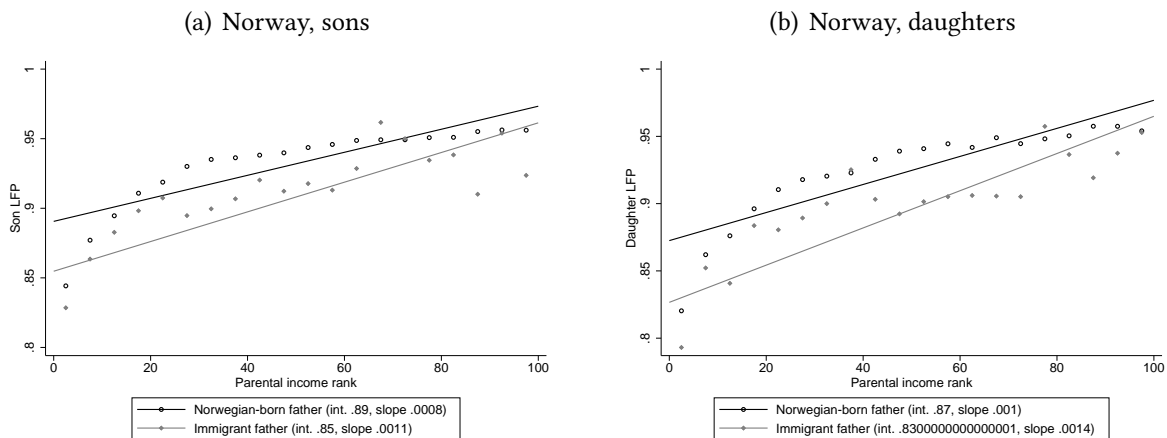 (a) Norway, sons
(b) Norway, daughters
Son LFP
1
.95
.9
.85
.8
0 20 40 60 80 100
Parental income rank
Norwegian-born father (int. .89, slope .0008)
Immigrant father (int. .85, slope .0011)
Daughter LFP
1
.95
.9
.85
.8
0 20 40 60 80 100
Parental income rank
Norwegian-born father (int. .87, slope .001)
Immigrant father (int. .8300000000000001, slope .0014)